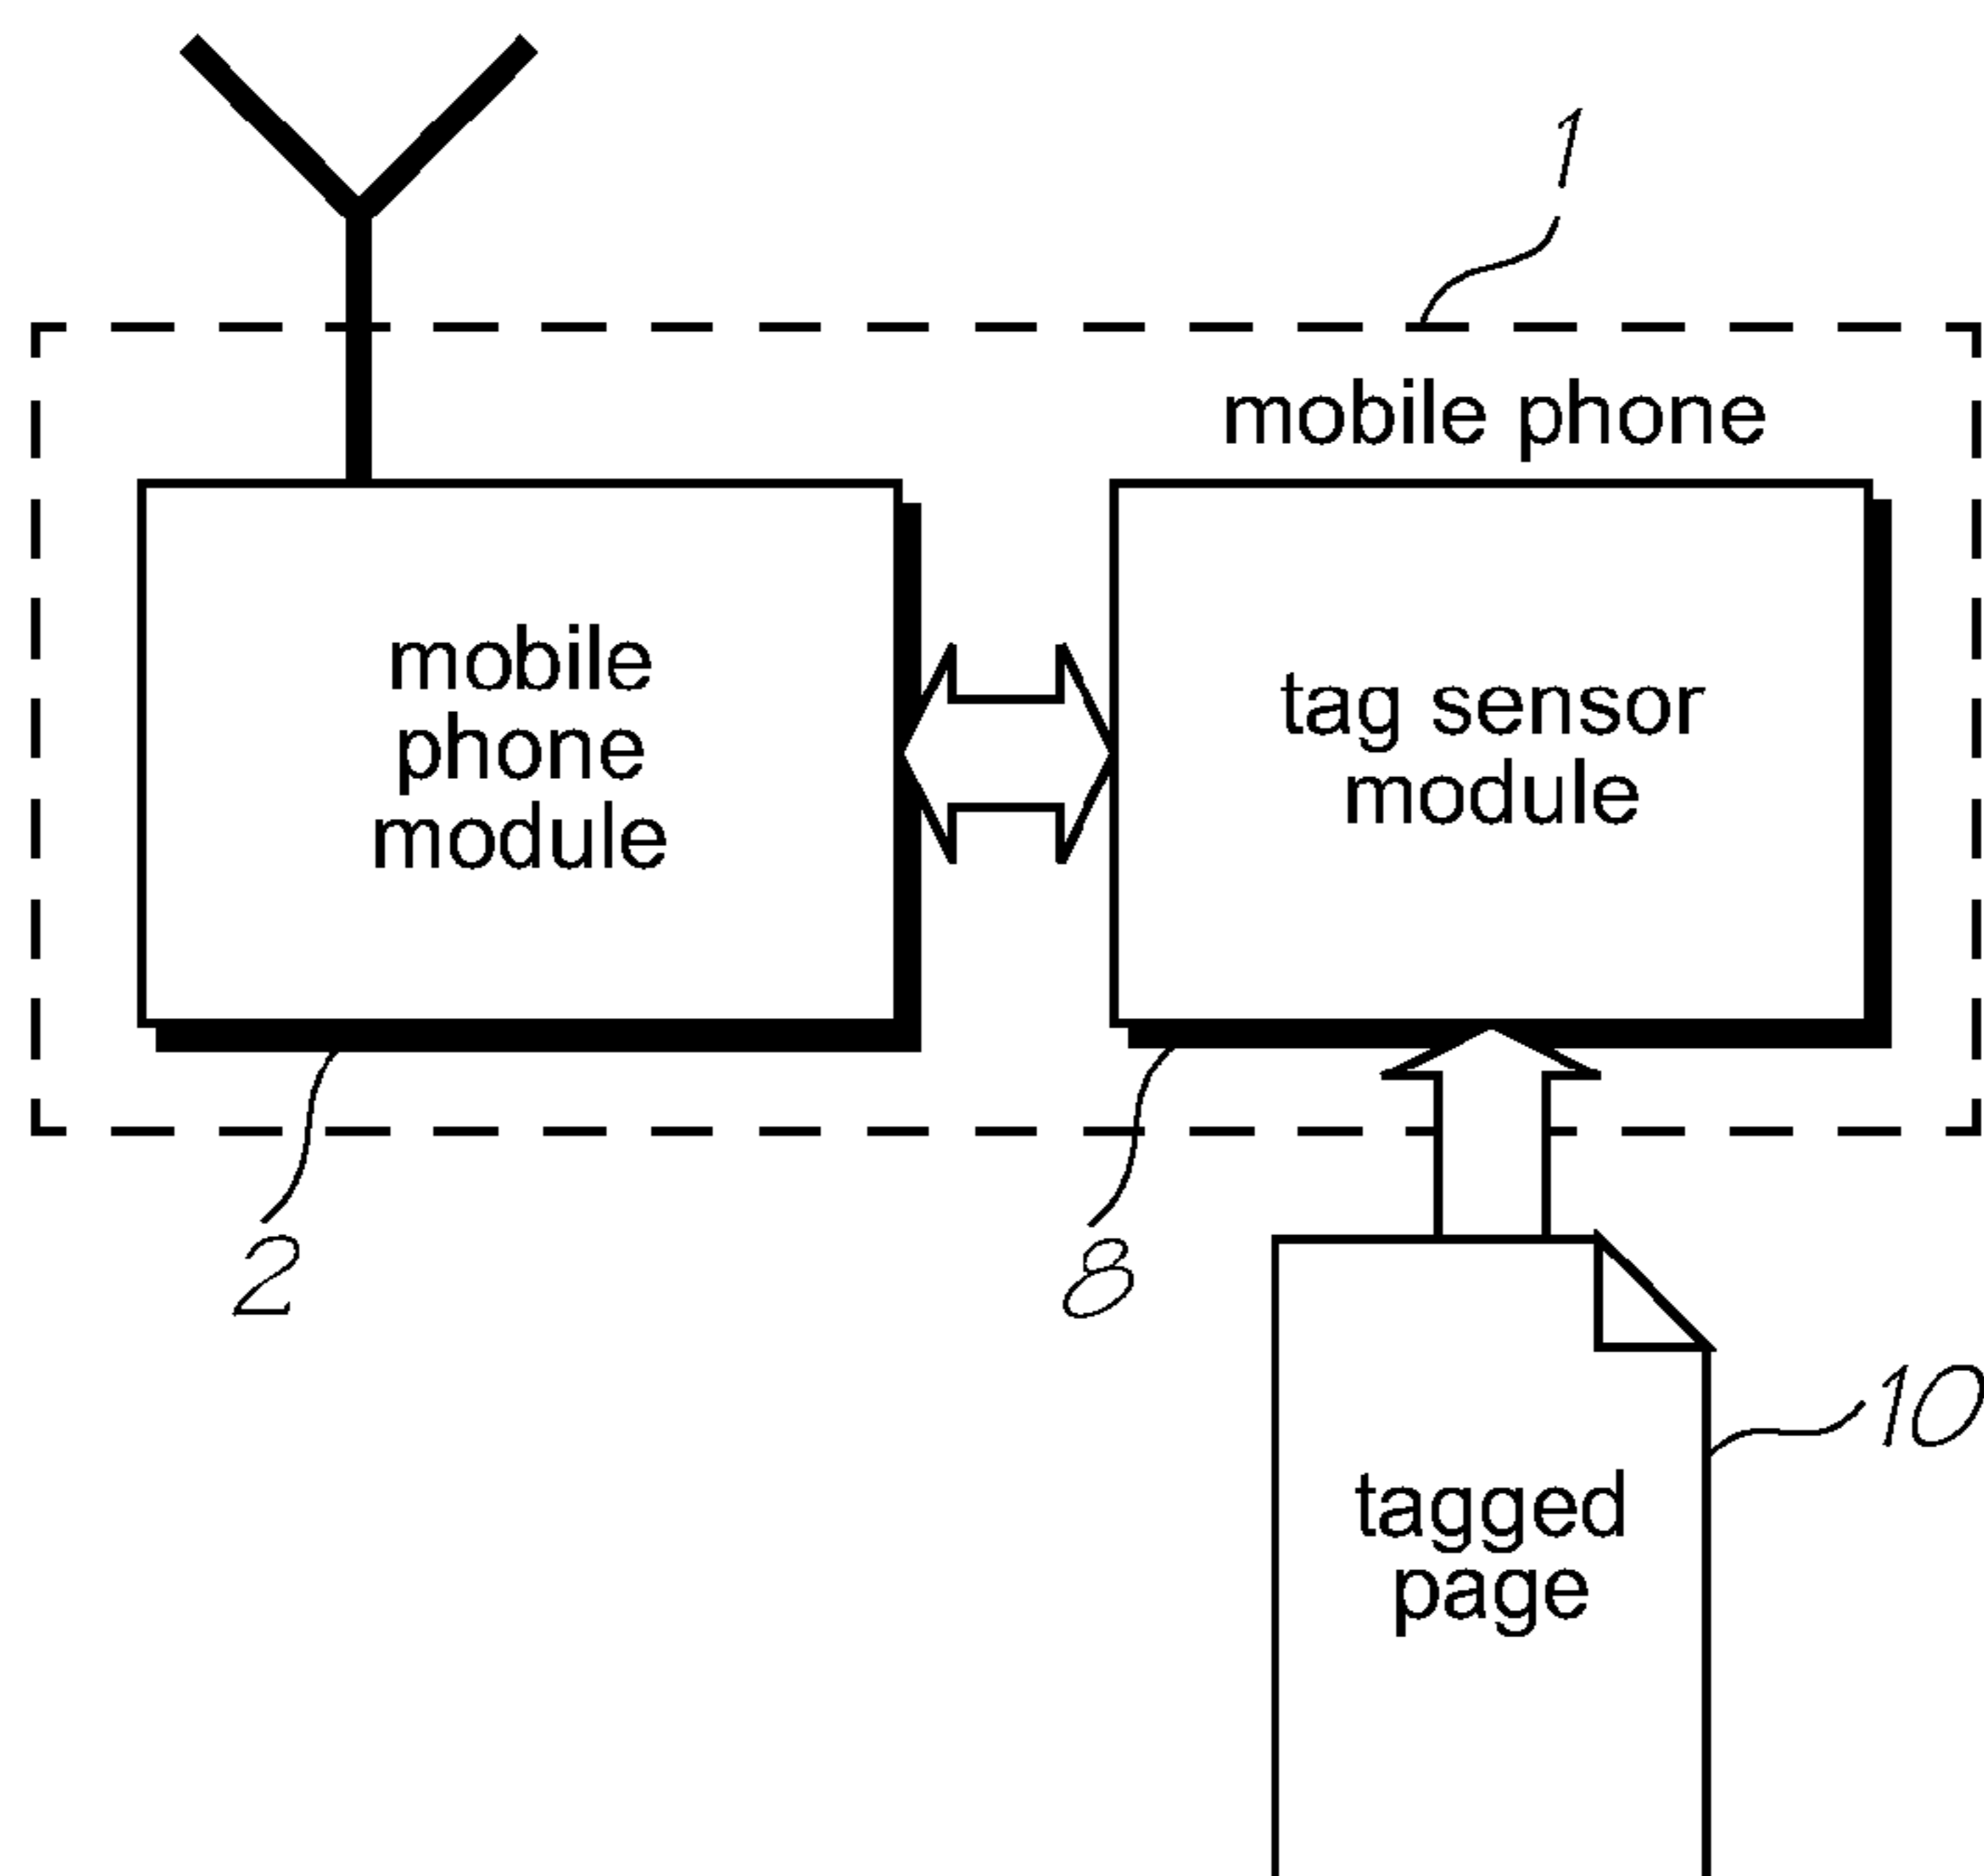 1
mobile phone
mobile
phone
module
tag sensor
module
2
8
10
tagged
page